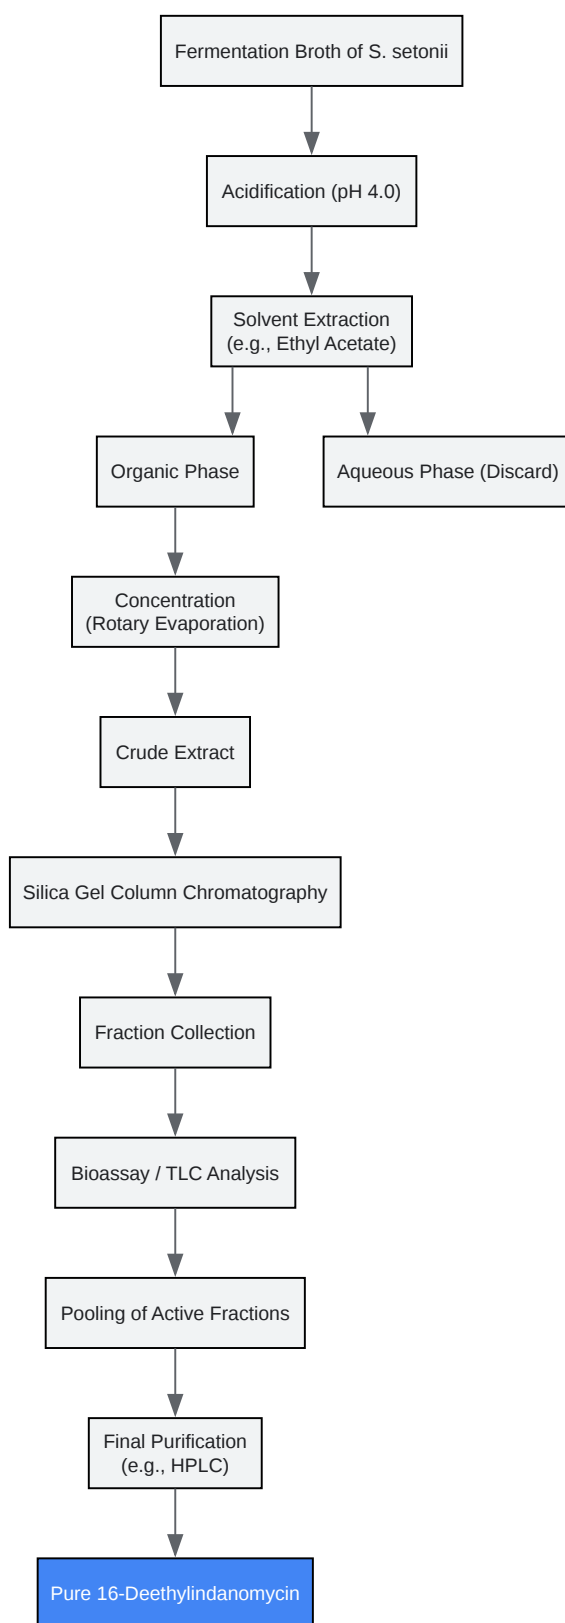 Fermentation Broth of S. setonii
Acidification (pH 4.0)
Solvent Extraction
(e.g., Ethyl Acetate)
Organic Phase
Aqueous Phase (Discard)
Concentration
(Rotary Evaporation)
Crude Extract
Silica Gel Column Chromatography
Fraction Collection
Bioassay / TLC Analysis
Pooling of Active Fractions
Final Purification
(e.g., HPLC)
Pure 16-Deethylindanomycin